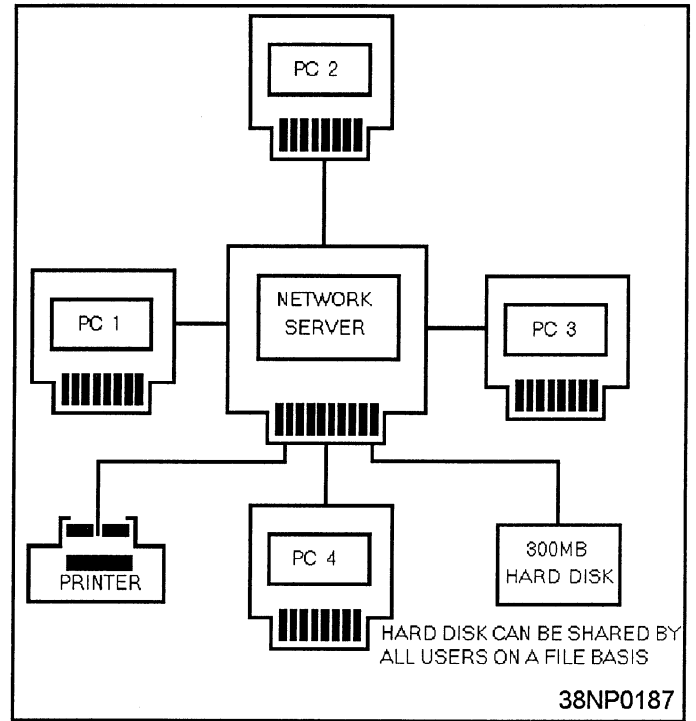 PC 2
NETWORK
SERVER
PC 1
PC 3
PRINTER
PC 4
300MB
HARD DISK
HARD DISK CAN BE SHARED BY
ALL USERS ON A FILE BASIS
38NP0187